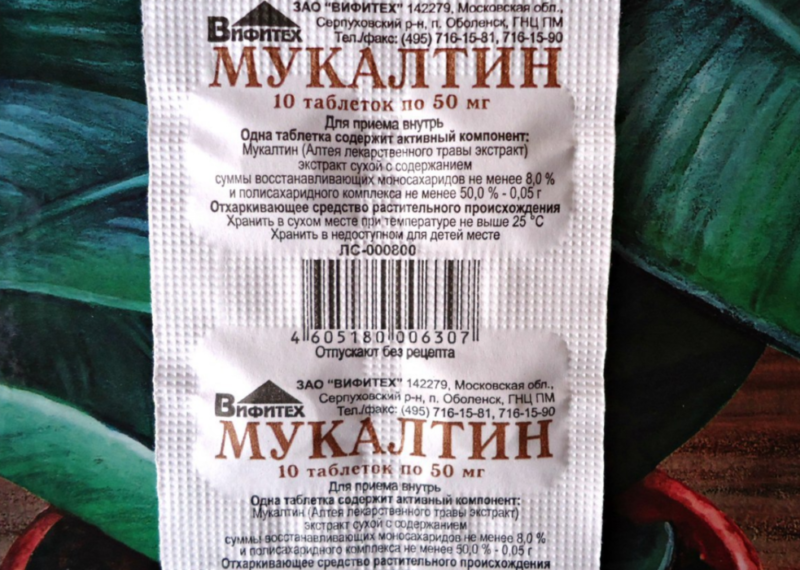 ЗАО "ВИФИТЕХ" 142279, Московская обл.,
Серпуховский р-н, п. Оболенск, ГНЦ ПМ
Тел./факс: (495) 716-15-81, 716-15-90
ВИФИТЕХ
МУКАЛТИН
10 таблеток по 50 мг
Для приема внутрь
Одна таблетка содержит активный компонент:
Мукалтин (Алтея лекарственного травы экстракт)
экстракт сухой с содержанием
суммы восстанавливающих моносахаридов не менее 8,0 %
и полисахаридного комплекса не менее 50,0 % - 0,05 г
Отхаркивающее средство растительного происхождения
Хранить в сухом месте при температуре не выше 25 °С
Хранить в недоступном для детей месте
ЛС-000800
4 605180 006307
Отпускают без рецепта
ЗАО "ВИФИТЕХ" 142279, Московская обл.,
Серпуховский р-н, п. Оболенск, ГНЦ ПМ
Тел./факс: (495) 716-15-81, 716-15-90
ВИФИТЕХ
МУКАЛТИН
10 таблеток по 50 мг
Для приема внутрь
Одна таблетка содержит активный компонент:
Мукалтин (Алтея лекарственного травы экстракт)
экстракт сухой с содержанием
суммы восстанавливающих моносахаридов не менее 8,0 %
и полисахаридного комплекса не менее 50,0 % - 0,05 г
Отхаркивающее средство растительного происхождения